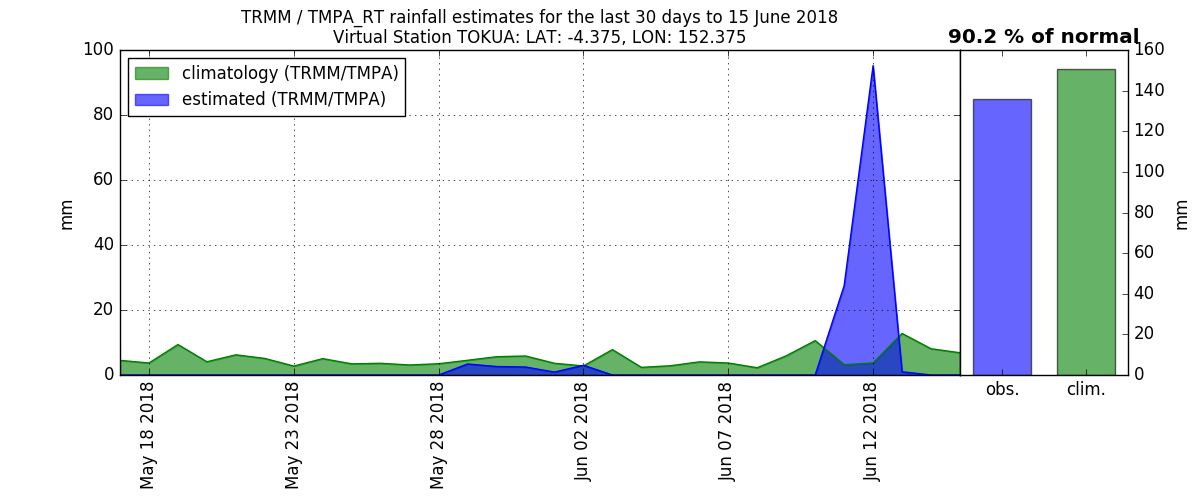 TRMM / TMPA_RT rainfall estimates for the last 30 days to 15 June 2018
Virtual Station TOKUA: LAT: -4.375, LON: 152.375
90.2 % of normal
climatology (TRMM/TMPA)
estimated (TRMM/TMPA)
mm
100
80
60
40
20
0
May 18 2018
May 23 2018
May 28 2018
Jun 02 2018
Jun 07 2018
Jun 12 2018
obs.
clim.
160
140
120
100
80
60
40
20
0
mm